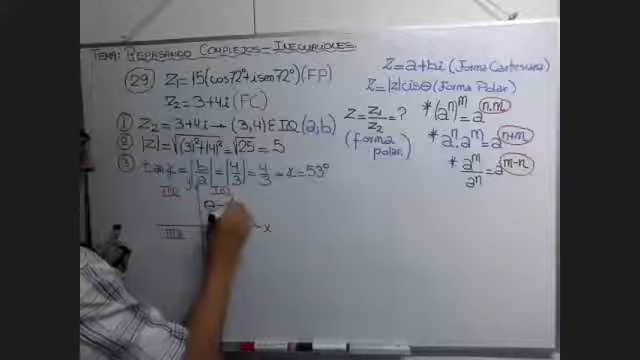 TEMA: REPASANDO COMPLEJOS - INECUACIONES
29 Z₁ = 15(cos72°+isen72°)(FP)
Z₂ = 3+4i (FC)
Z = a+bi (Forma Cartesiana)
Z = |Z|cisθ (Forma Polar)
Z = Z₁/Z₂ = ?
(forma polar)
* (aⁿ)ᵐ = a^(n.m)
* aⁿ.aᵐ = a^(n+m)
* aᵐ/aⁿ = a^(m-n)
1 Z₂ = 3+4i → (3,4) ∈ IQ (a,b)
2 |Z| = √(3)²+(4)² = √25 = 5
3 tan x = |b/a| = |4/3| = 4/3 = x = 53°
IIQ IQ
IIIQ x